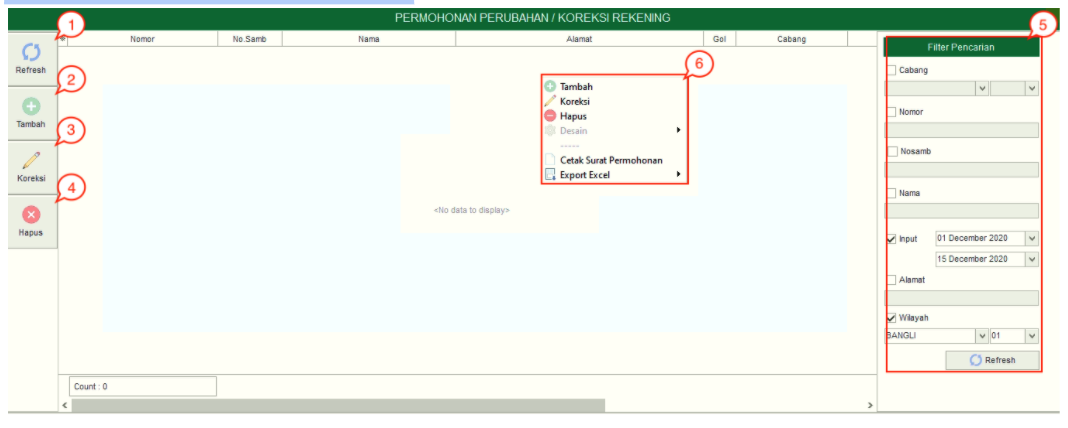 PERMOHONAN PERUBAHAN / KOREKSI REKENING
1
Refresh
2
Tambah
3
Koreksi
4
Hapus
Nomor No.Samb Nama Alamat Gol Cabang
<No data to display>
6
Tambah
Koreksi
Hapus
Desain
-----
Cetak Surat Permohonan
Export Excel
5
Filter Pencarian
Cabang
Nomor
Nosamb
Nama
Input 01 December 2020
15 December 2020
Alamat
Wilayah
BANGLI 01
Refresh
Count : 0